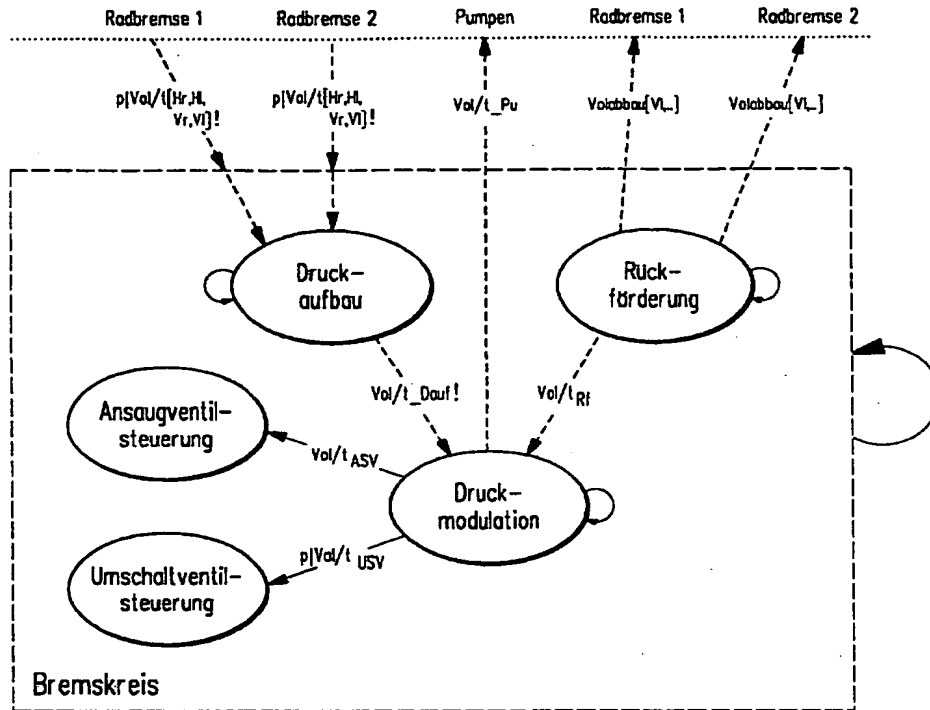 Radbremse 1
Radbremse 2
Pumpen
Radbremse 1
Radbremse 2
p|Vol/t[Hr,Hl,
Vr,Vl]!
p|Vol/t[Hr,Hl,
Vr,Vl]!
Vol/t_Pu
Volabbau[Vl,..]
Volabbau[Vl,..]
Druck-
aufbau
Rück-
förderung
Vol/t_Dauf!
Vol/t Rf
Ansaugventil-
steuerung
Vol/t ASV
Druck-
modulation
p|Vol/t USV
Umschaltventil-
steuerung
Bremskreis